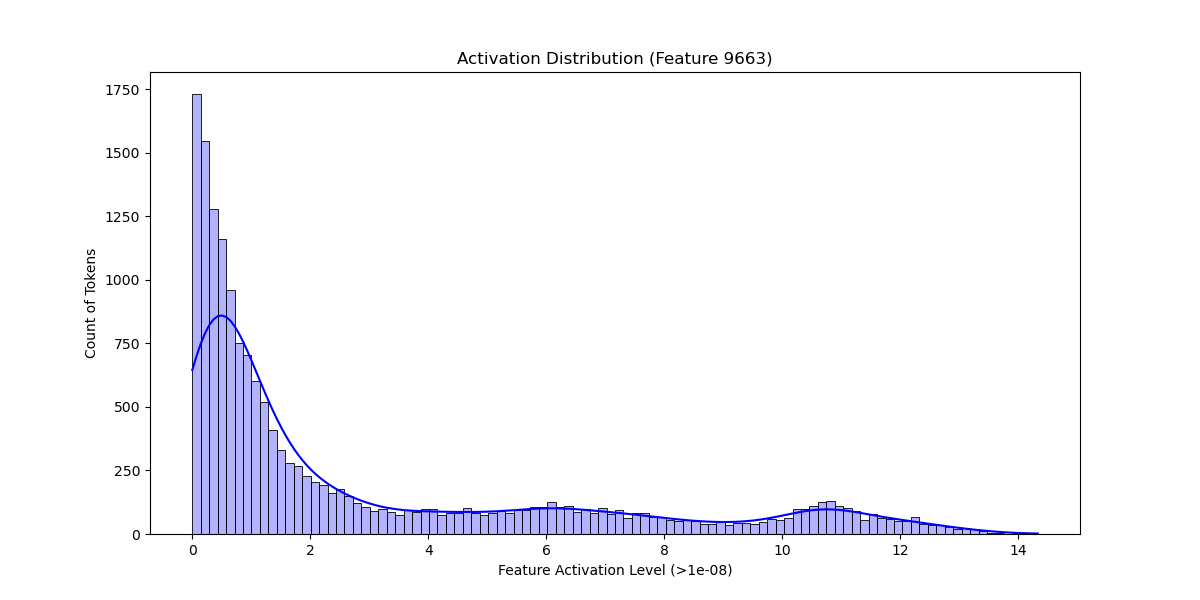 Activation Distribution (Feature 9663)
1750
1500
1250
1000
750
500
250
0
Count of Tokens
0 2 4 6 8 10 12 14
Feature Activation Level (>1e-08)